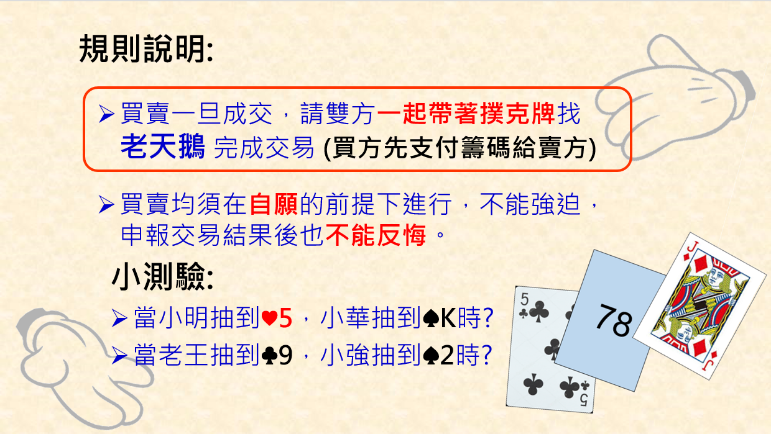 規則說明:
➢買賣一旦成交，請雙方一起帶著撲克牌找
老天鵝 完成交易 (買方先支付籌碼給賣方)
➢買賣均須在自願的前提下進行，不能強迫，
申報交易結果後也不能反悔。
小測驗:
➢當小明抽到♥5，小華抽到♠K時?
➢當老王抽到♣9，小強抽到♠2時?
5
5
78
J
J